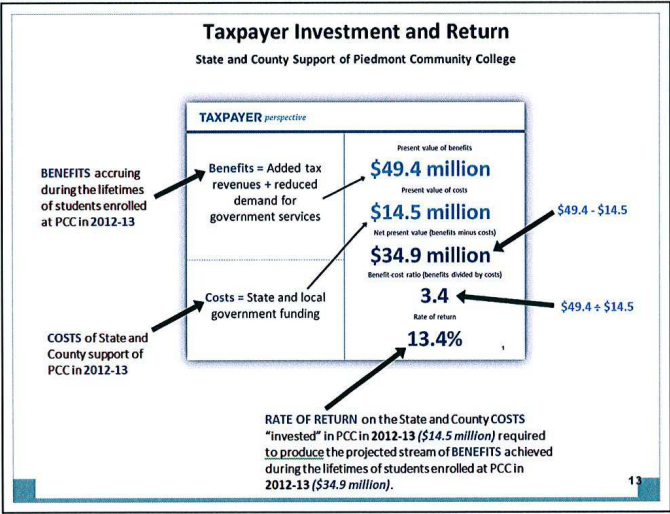 Taxpayer Investment and Return
State and County Support of Piedmont Community College
TAXPAYER perspective
BENEFITS accruing
during the lifetimes
of students enrolled
at PCC in 2012-13
Benefits = Added tax
revenues + reduced
demand for
government services
Present value of benefits
$49.4 million
Present value of costs
$14.5 million
Net present value (benefits minus costs)
$34.9 million
Benefit-cost ratio (benefits divided by costs)
3.4
Rate of return
13.4%
1
$49.4 - $14.5
$49.4 ÷ $14.5
Costs = State and local
government funding
COSTS of State and
County support of
PCC in 2012-13
RATE OF RETURN on the State and County COSTS
"invested" in PCC in 2012-13 ($14.5 million) required
to produce the projected stream of BENEFITS achieved
during the lifetimes of students enrolled at PCC in
2012-13 ($34.9 million).
13